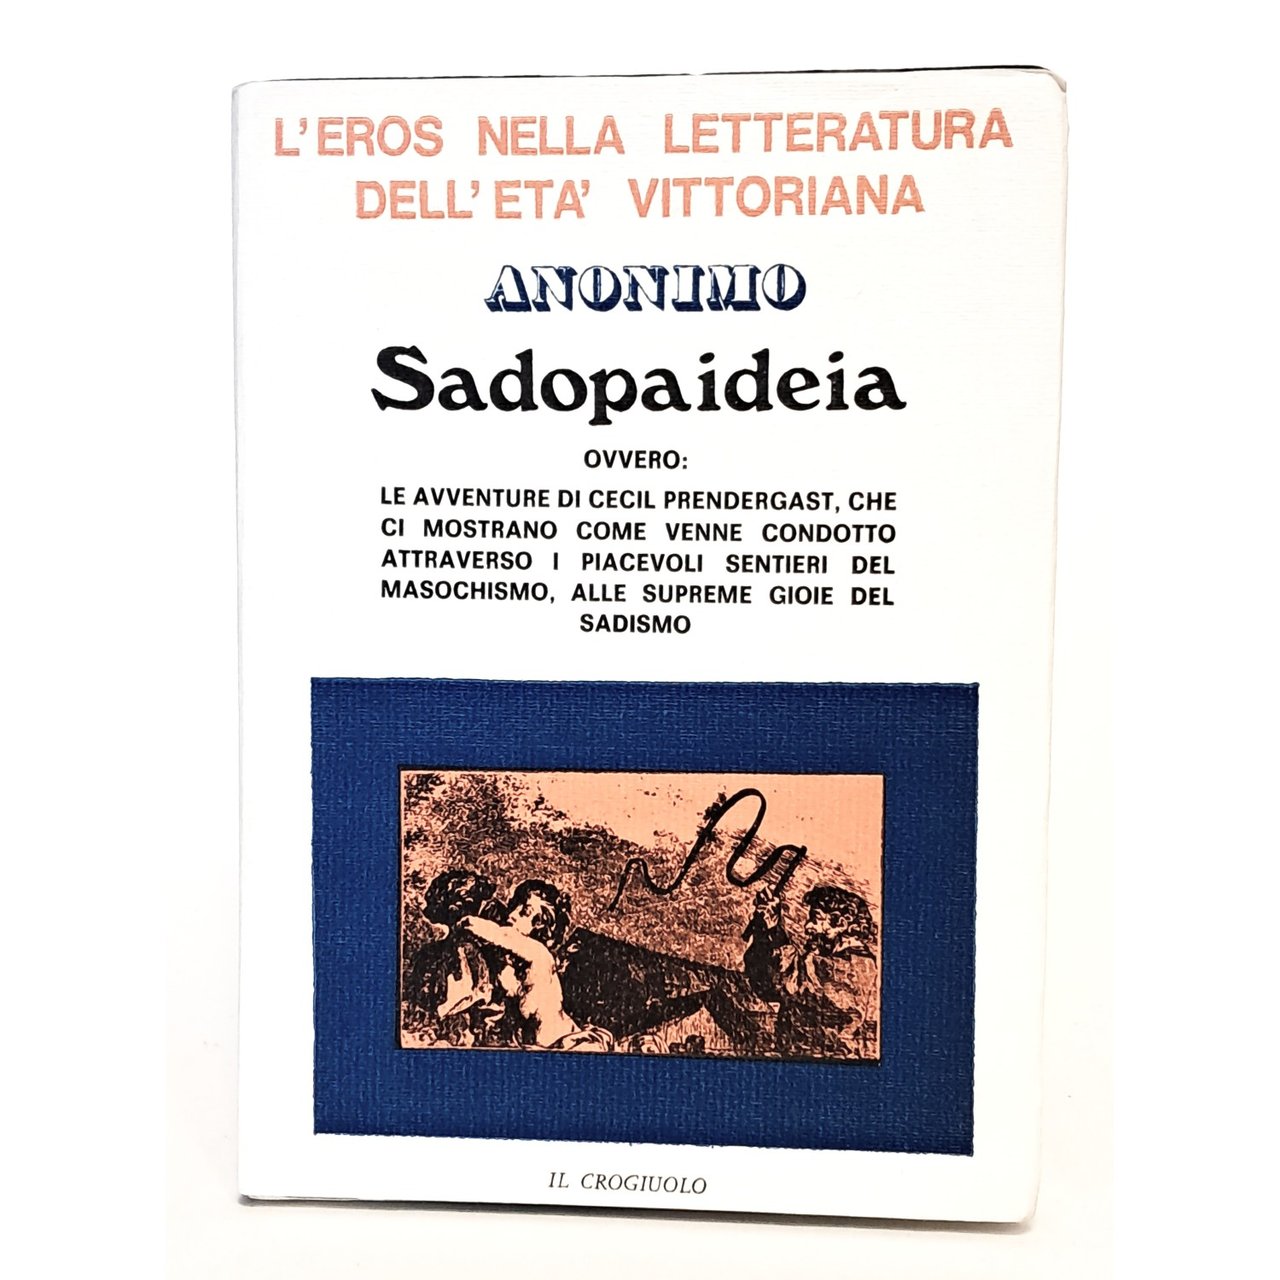 L'EROS NELLA LETTERATURA
DELL'ETA' VITTORIANA
ANONIMO
Sadopaideia
OVVERO:
LE AVVENTURE DI CECIL PRENDERGAST, CHE
CI MOSTRANO COME VENNE CONDOTTO
ATTRAVERSO I PIACEVOLI SENTIERI DEL
MASOCHISMO, ALLE SUPREME GIOIE DEL
SADISMO
IL CROGIUOLO